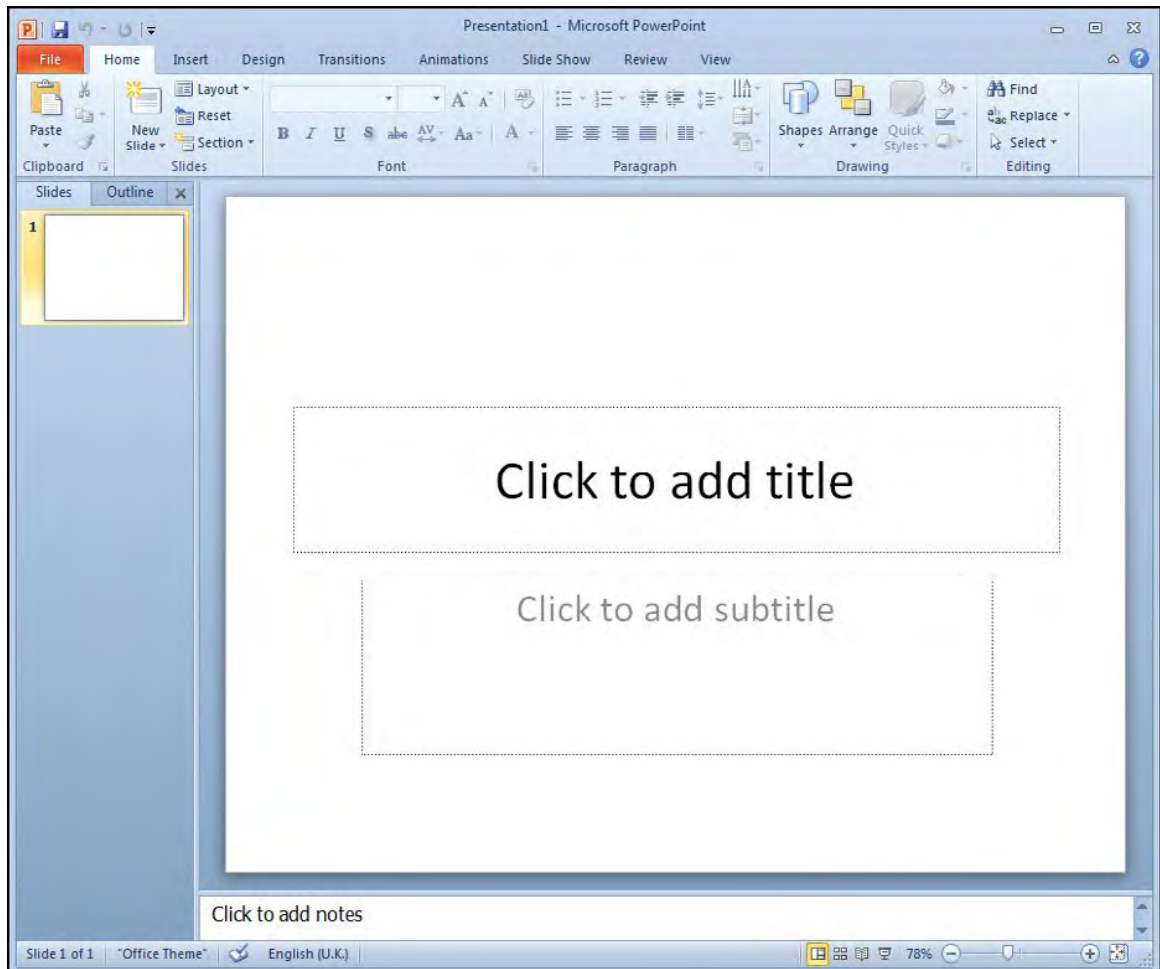 Presentation1 - Microsoft PowerPoint
File Home Insert Design Transitions Animations Slide Show Review View
Paste
Clipboard
New Slide
Layout
Reset
Section
Slides
B I U S abc AV Aa A
Font
Paragraph
Shapes Arrange Quick Styles
Drawing
Find
Replace
Select
Editing
Slides Outline
1
Click to add title
Click to add subtitle
Click to add notes
Slide 1 of 1 "Office Theme" English (U.K.) 78%